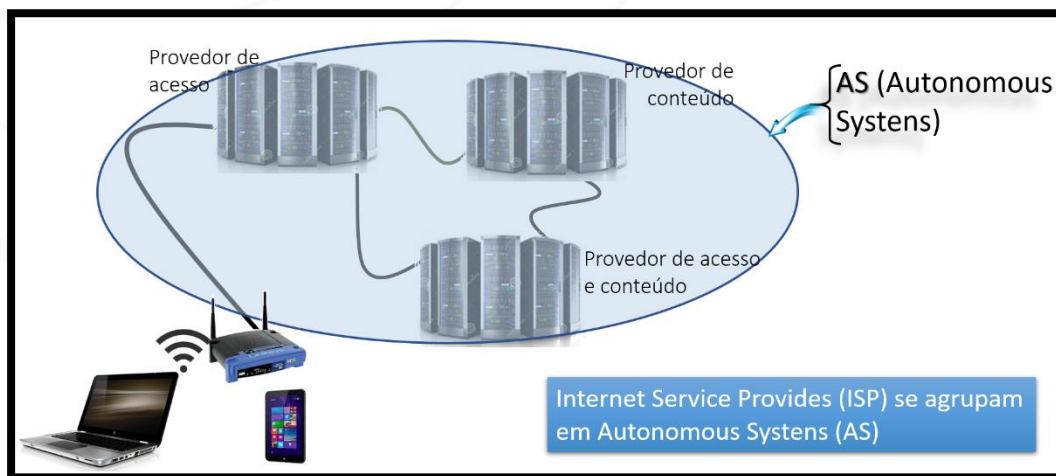 Provedor de
acesso
Provedor de
conteúdo
AS (Autonomous
Systens)
Provedor de acesso
e conteúdo
Internet Service Provides (ISP) se agrupam
em Autonomous Systens (AS)